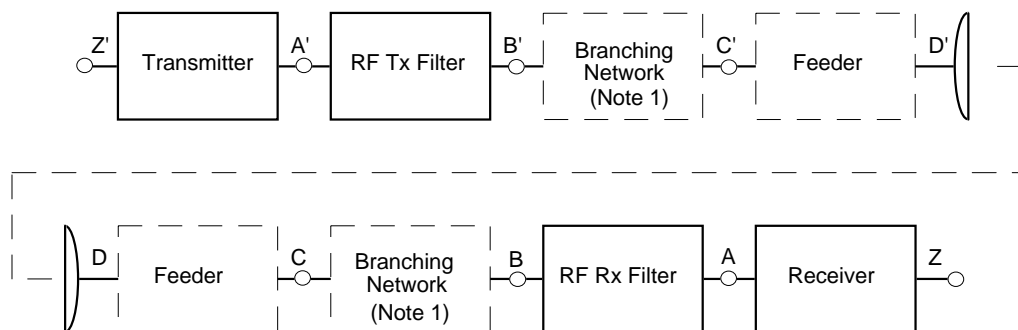 Z'
Transmitter
A'
RF Tx Filter
B'
Branching
Network
(Note 1)
C'
Feeder
D'
D
Feeder
C
Branching
Network
(Note 1)
B
RF Rx Filter
A
Receiver
Z